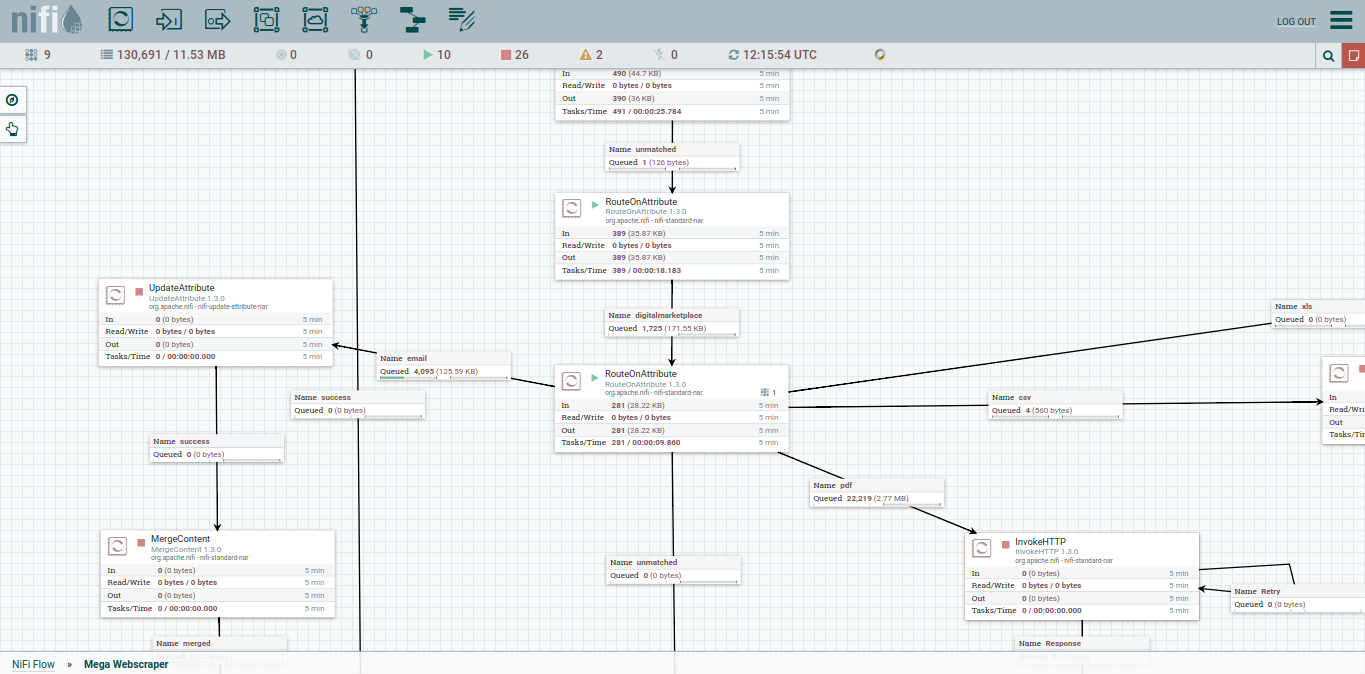 nifi
LOG OUT
9
130,691 / 11.53 MB
0
0
10
26
2
0
12:15:54 UTC
In 490 (44.7 KB) 5 min
Read/Write 0 bytes / 0 bytes 5 min
Out 390 (36 KB) 5 min
Tasks/Time 491 / 00:00:25.784 5 min
Name unmatched
Queued 1 (126 bytes)
RouteOnAttribute
RouteOnAttribute 1.3.0
org.apache.nifi - nifi-standard-nar
In 389 (35.87 KB) 5 min
Read/Write 0 bytes / 0 bytes 5 min
Out 389 (35.87 KB) 5 min
Tasks/Time 389 / 00:00:18.183 5 min
UpdateAttribute
UpdateAttribute 1.3.0
org.apache.nifi - nifi-update-attribute-nar
In 0 (0 bytes) 5 min
Read/Write 0 bytes / 0 bytes 5 min
Out 0 (0 bytes) 5 min
Tasks/Time 0 / 00:00:00.000 5 min
Name digitalmarketplace
Queued 1,725 (171.55 KB)
Name xls
Queued 0 (0 bytes)
Name email
Queued 4,095 (125.59 KB)
RouteOnAttribute
RouteOnAttribute 1.3.0
org.apache.nifi - nifi-standard-nar
1
In 281 (28.22 KB) 5 min
Read/Write 0 bytes / 0 bytes 5 min
Out 281 (28.22 KB) 5 min
Tasks/Time 281 / 00:00:09.860 5 min
Name success
Queued 0 (0 bytes)
Name csv
Queued 4 (560 bytes)
In
Read/Wri
Out
Tasks/Tim
Name success
Queued 0 (0 bytes)
Name pdf
Queued 22,219 (2.77 MB)
MergeContent
MergeContent 1.3.0
org.apache.nifi - nifi-standard-nar
In 0 (0 bytes) 5 min
Read/Write 0 bytes / 0 bytes 5 min
Out 0 (0 bytes) 5 min
Tasks/Time 0 / 00:00:00.000 5 min
Name unmatched
Queued 0 (0 bytes)
InvokeHTTP
InvokeHTTP 1.3.0
org.apache.nifi - nifi-standard-nar
In 0 (0 bytes) 5 min
Read/Write 0 bytes / 0 bytes 5 min
Out 0 (0 bytes) 5 min
Tasks/Time 0 / 00:00:00.000 5 min
Name Retry
Queued 0 (0 bytes)
Name merged
Name Response
NiFi Flow » Mega Webscraper